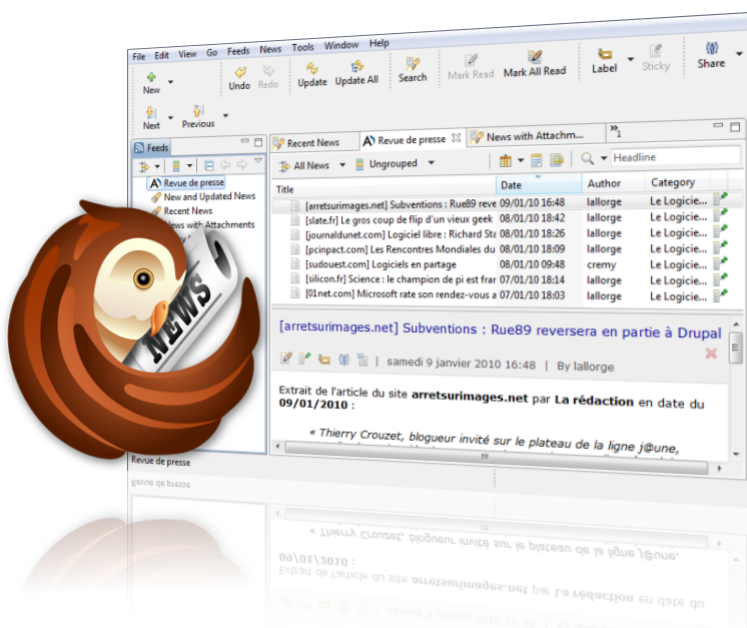 File Edit View Go Feeds News Tools Window Help
New Undo Redo Update Update All Search Mark Read Mark All Read Label Sticky Share
Next Previous
Feeds
Revue de presse
New and Updated News
Recent News
News with Attachments
NEWS
Revue de presse
Recent News Revue de presse News with Attachm... »1
All News Ungrouped Headline
Title Date Author Category
[arretsurimages.net] Subventions : Rue89 reve 09/01/10 16:48 lallorge Le Logicie...
[slate.fr] Le gros coup de flip d'un vieux geek 08/01/10 18:42 lallorge Le Logicie...
[journaldunet.com] Logiciel libre : Richard Sta 08/01/10 18:26 lallorge Le Logicie...
[pcinpact.com] Les Rencontres Mondiales du 08/01/10 18:09 lallorge Le Logicie...
[sudouest.com] Logiciels en partage 08/01/10 09:48 cremy Le Logicie...
[silicon.fr] Science : le champion de pi est fran 07/01/10 18:14 lallorge Le Logicie...
[01net.com] Microsoft rate son rendez-vous a 07/01/10 18:03 lallorge Le Logicie...
[arretsurimages.net] Subventions : Rue89 reversera en partie à Drupal
| samedi 9 janvier 2010 16:48 | By lallorge
Extrait de l'article du site arretsurimages.net par La rédaction en date du
09/01/2010 :
« Thierry Crouzet, blogueur invité sur le plateau de la ligne j@une,